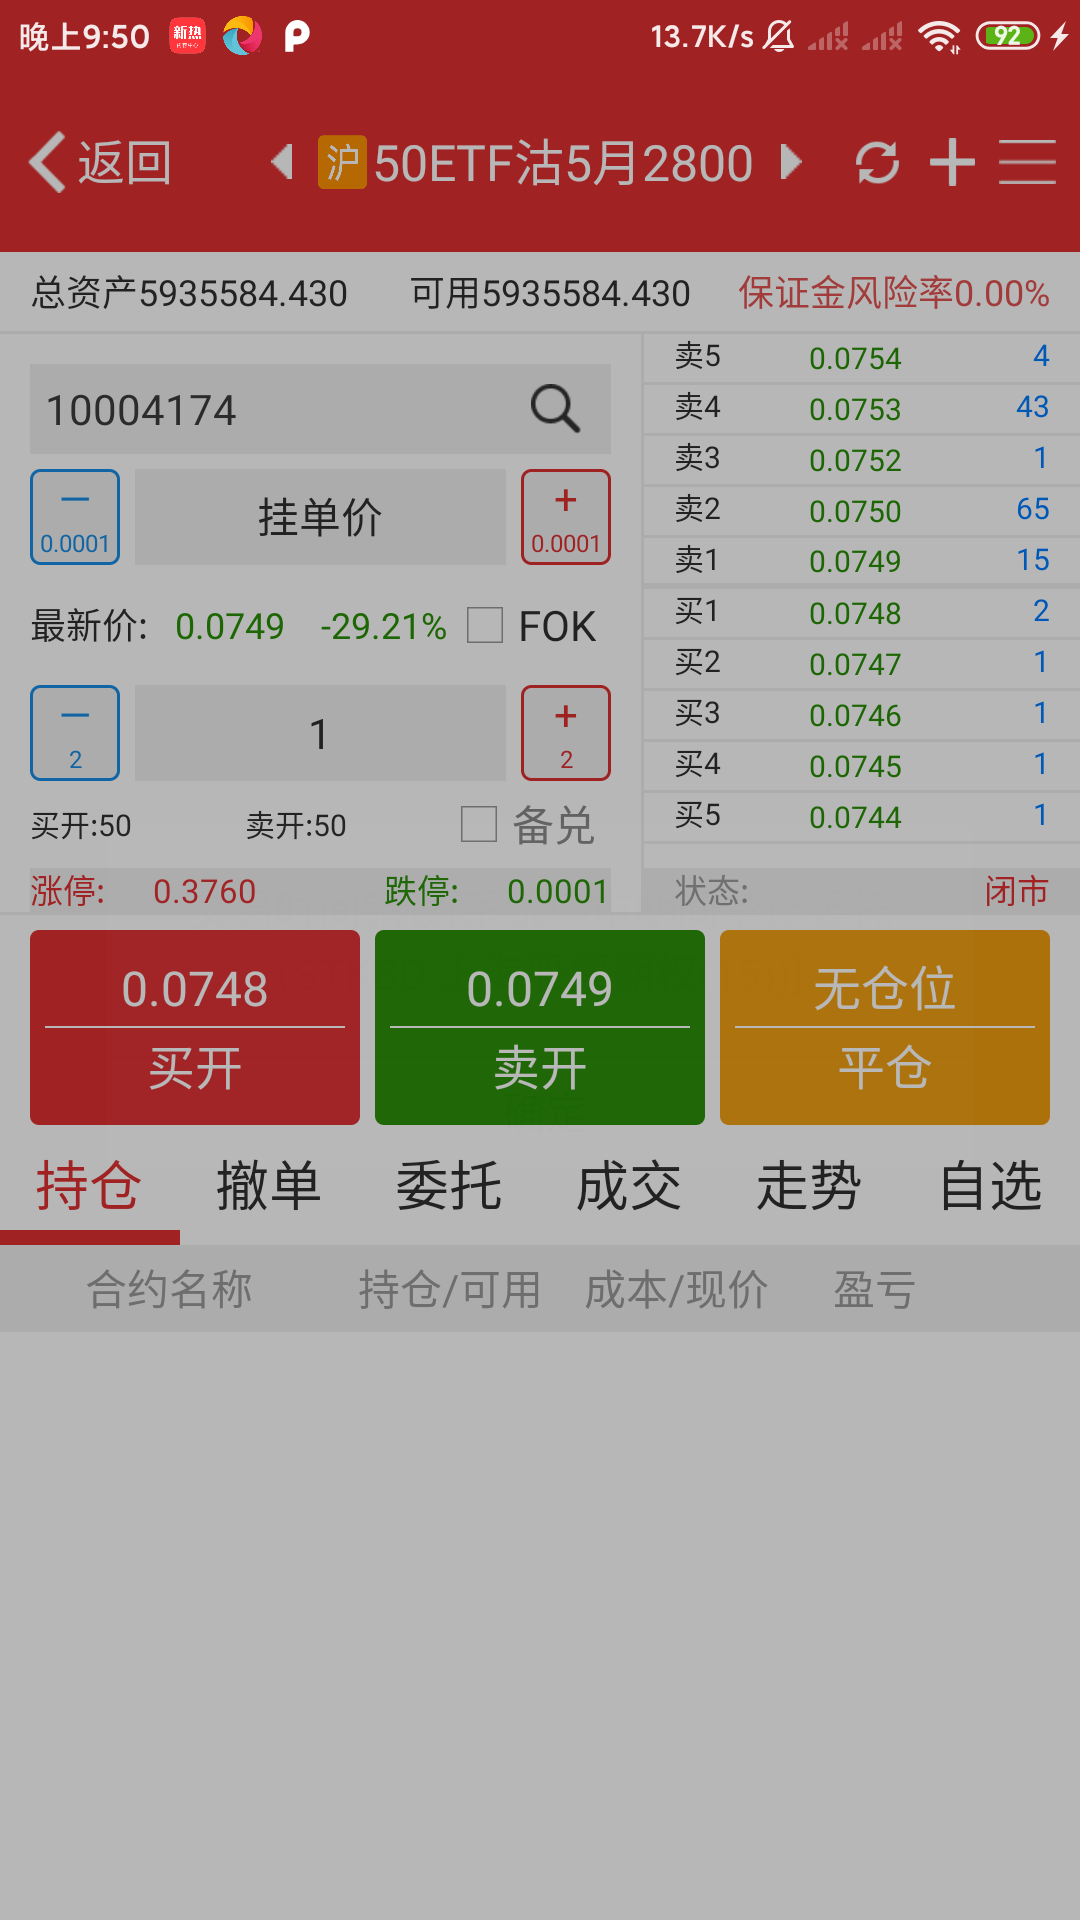 晚上9:50 新热 13.7K/s 92
返回 沪 50ETF沽5月2800
总资产5935584.430 可用5935584.430 保证金风险率0.00%
10004174
0.0001 挂单价 + 0.0001
最新价: 0.0749 -29.21% FOK
— 2 1 + 2
买开:50 卖开:50 备兑
涨停: 0.3760 跌停: 0.0001
卖5 0.0754 4
卖4 0.0753 43
卖3 0.0752 1
卖2 0.0750 65
卖1 0.0749 15
买1 0.0748 2
买2 0.0747 1
买3 0.0746 1
买4 0.0745 1
买5 0.0744 1
状态: 闭市
0.0748 0.0749 无仓位
买开 卖开 平仓
持仓 撤单 委托 成交 走势 自选
合约名称 持仓/可用 成本/现价 盈亏